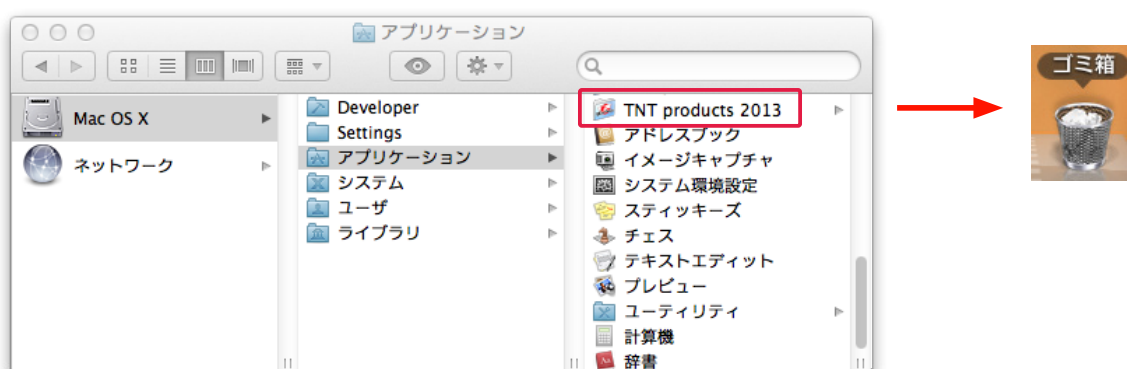 アプリケーション
Mac OS X
ネットワーク
Developer
Settings
アプリケーション
システム
ユーザ
ライブラリ
TNT products 2013
アドレスブック
イメージキャプチャ
システム環境設定
スティッキーズ
チェス
テキストエディット
プレビュー
ユーティリティ
計算機
辞書
ゴミ箱